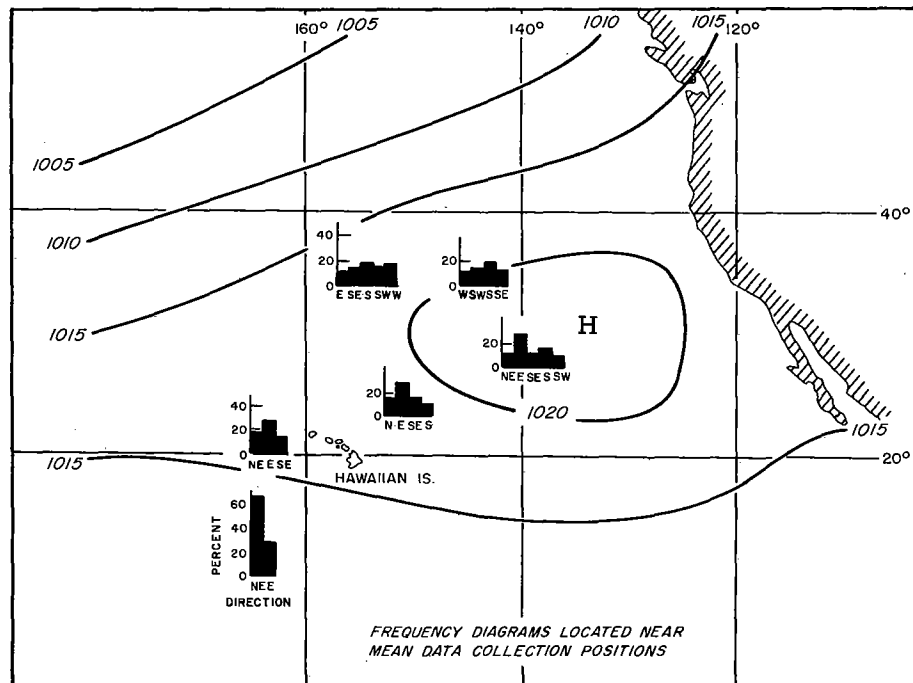 160° 1005 140° 1010 1015 120°
1005
40°
1010
40
20
0
E SE S SW W
20
0
W SW S SE
1015
H
20
0
NE E SE S SW
20
0
N E SE S
1020
1015
40
20
0
NE E SE
1015
20°
HAWAIIAN IS.
60
40
20
0
PERCENT
NE E
DIRECTION
FREQUENCY DIAGRAMS LOCATED NEAR
MEAN DATA COLLECTION POSITIONS